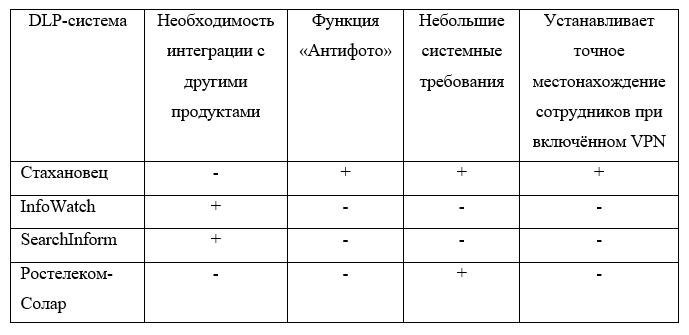 DLP-система
Необходимость
интеграции с
другими
продуктами
Функция
«Антифото»
Небольшие
системные
требования
Устанавливает
точное
местонахождение
сотрудников при
включённом VPN
Стахановец - + + +
InfoWatch + - - -
SearchInform + - - -
Ростелеком- - - + -
Солар